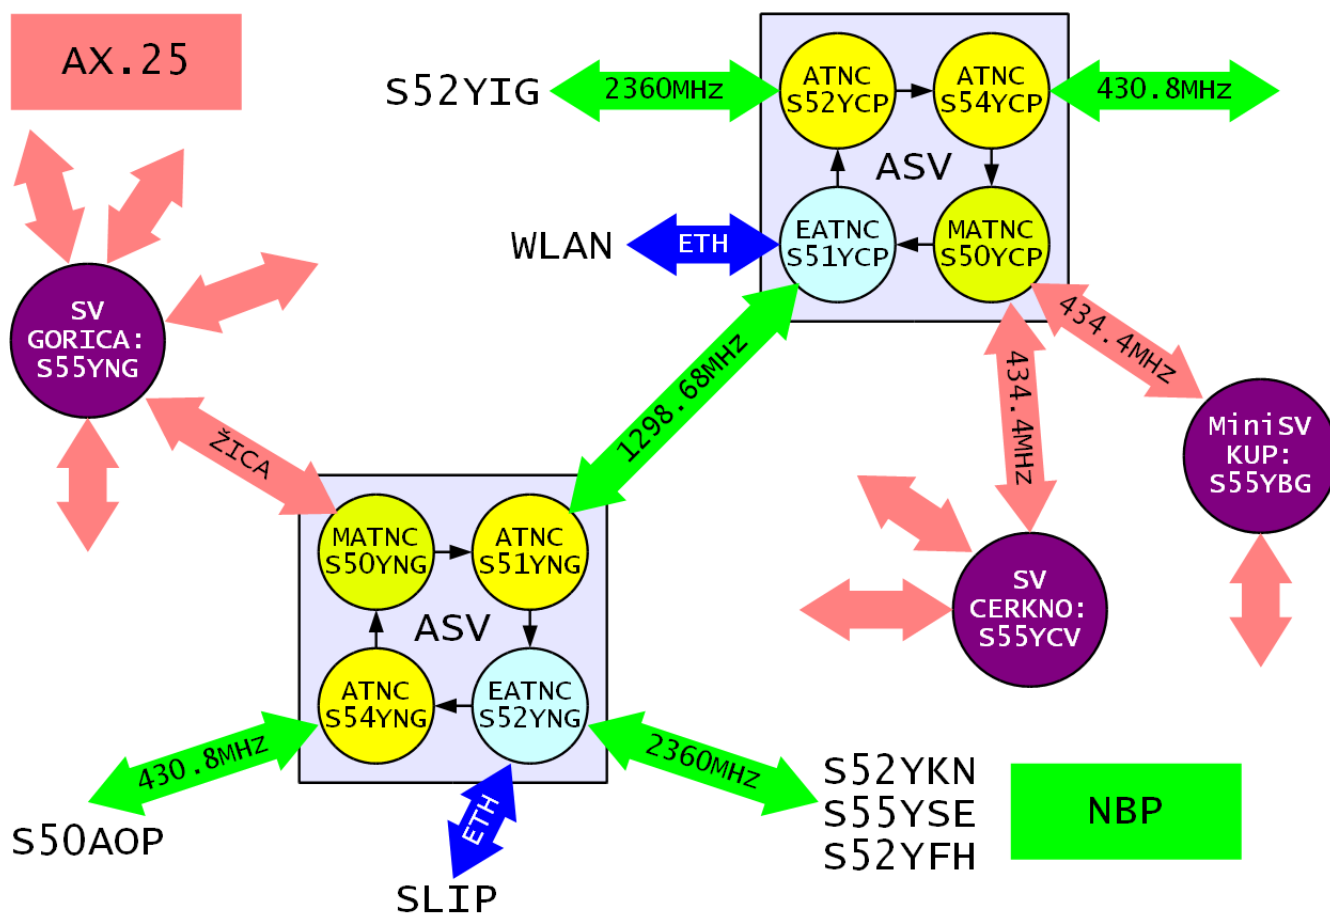 AX.25
S52YIG
2360MHz
ATNC
S52YCP
ATNC
S54YCP
430.8MHz
ASV
WLAN
ETH
EATNC
S51YCP
MATNC
S50YCP
SV
GORICA:
S55YNG
1298.68MHz
434.4MHz
434.4MHz
MiniSV
KUP:
S55YBG
ŽICA
MATNC
S50YNG
ATNC
S51YNG
SV
CERKNO:
S55YCV
ASV
ATNC
S54YNG
EATNC
S52YNG
430.8MHz
2360MHz
S50AOP
ETH
SLIP
S52YKN
S55YSE
S52YFH
NBP